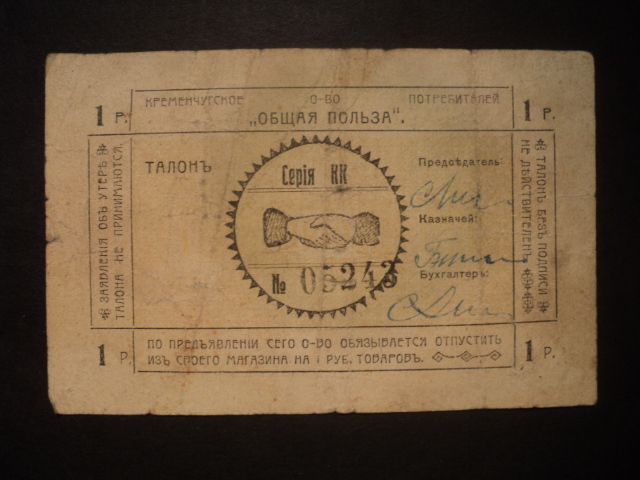 1 Р.
КРЕМЕНЧУГСКОЕ О-ВО ПОТРЕБИТЕЛЕЙ
1 Р.
„ОБЩАЯ ПОЛЬЗА“.
ЗАЯВЛЕНІЯ ОБЪ УТЕРѢ
ТАЛОНА НЕ ПРИНИМАЮТСЯ.
ТАЛОНЪ
Серія КК
№ 05243
Предсѣдатель:
Казначей:
Бухгалтеръ:
ТАЛОНЪ БЕЗЪ ПОДПИСИ
НЕ ДѢЙСТВИТЕЛЕНЪ
1 Р.
ПО ПРЕДЪЯВЛЕНІИ СЕГО О-ВО ОБЯЗЫВАЕТСЯ ОТПУСТИТЬ
ИЗЪ СВОЕГО МАГАЗИНА НА 1 РУБ. ТОВАРОВЪ.
1 Р.